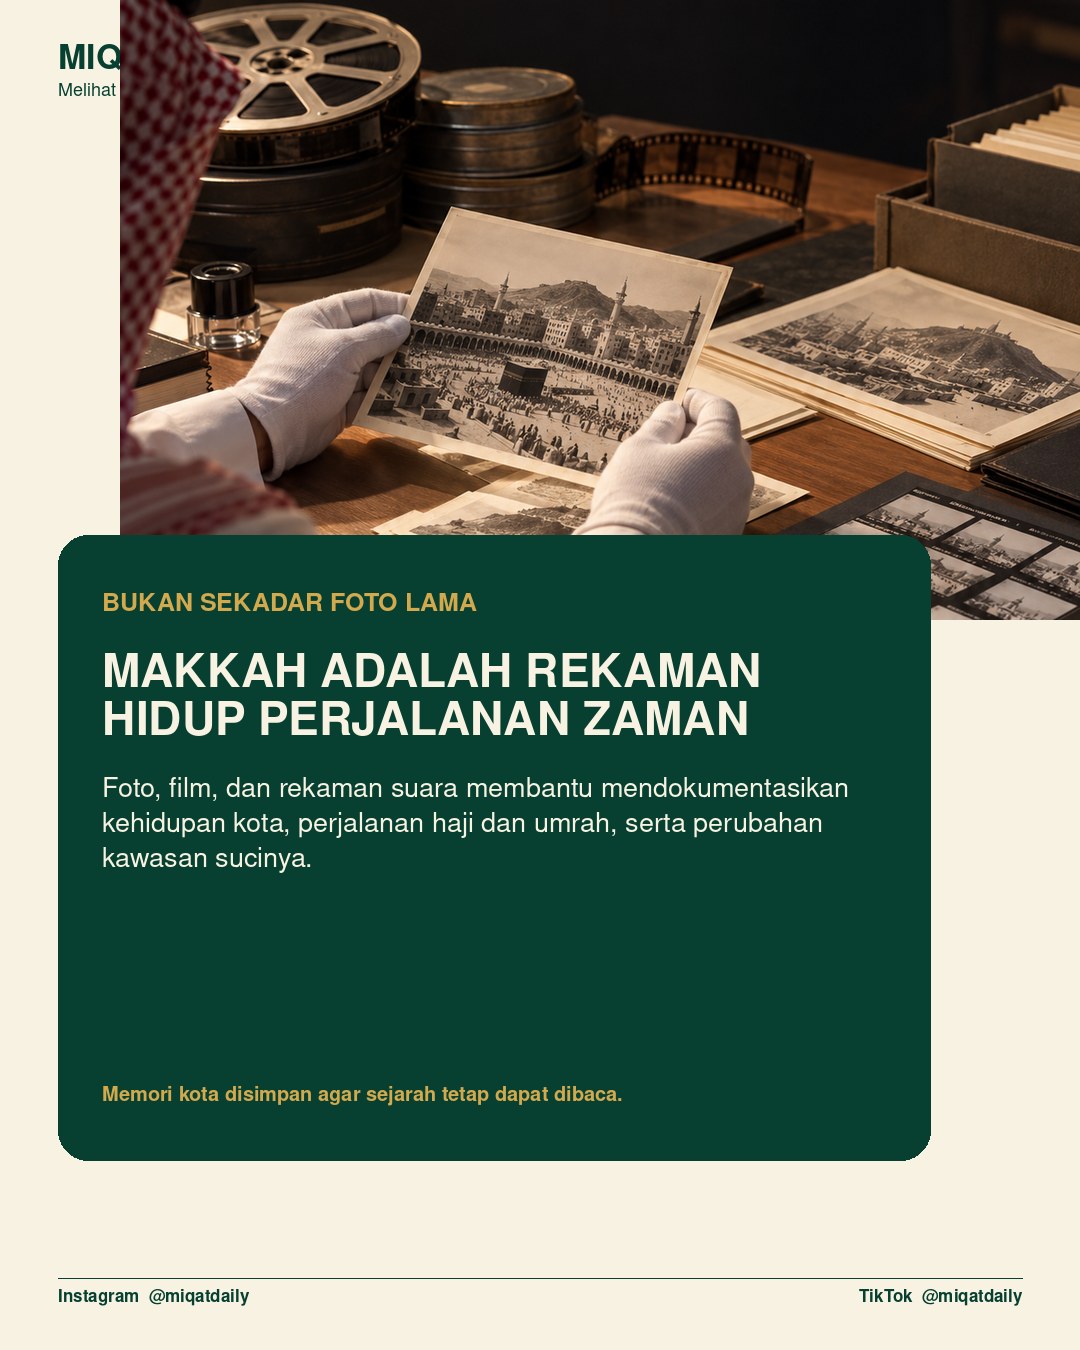 MIQ
Melihat
BUKAN SEKADAR FOTO LAMA
MAKKAH ADALAH REKAMAN
HIDUP PERJALANAN ZAMAN
Foto, film, dan rekaman suara membantu mendokumentasikan
kehidupan kota, perjalanan haji dan umrah, serta perubahan
kawasan sucinya.
Memori kota disimpan agar sejarah tetap dapat dibaca.
Instagram @miqatdaily
TikTok @miqatdaily